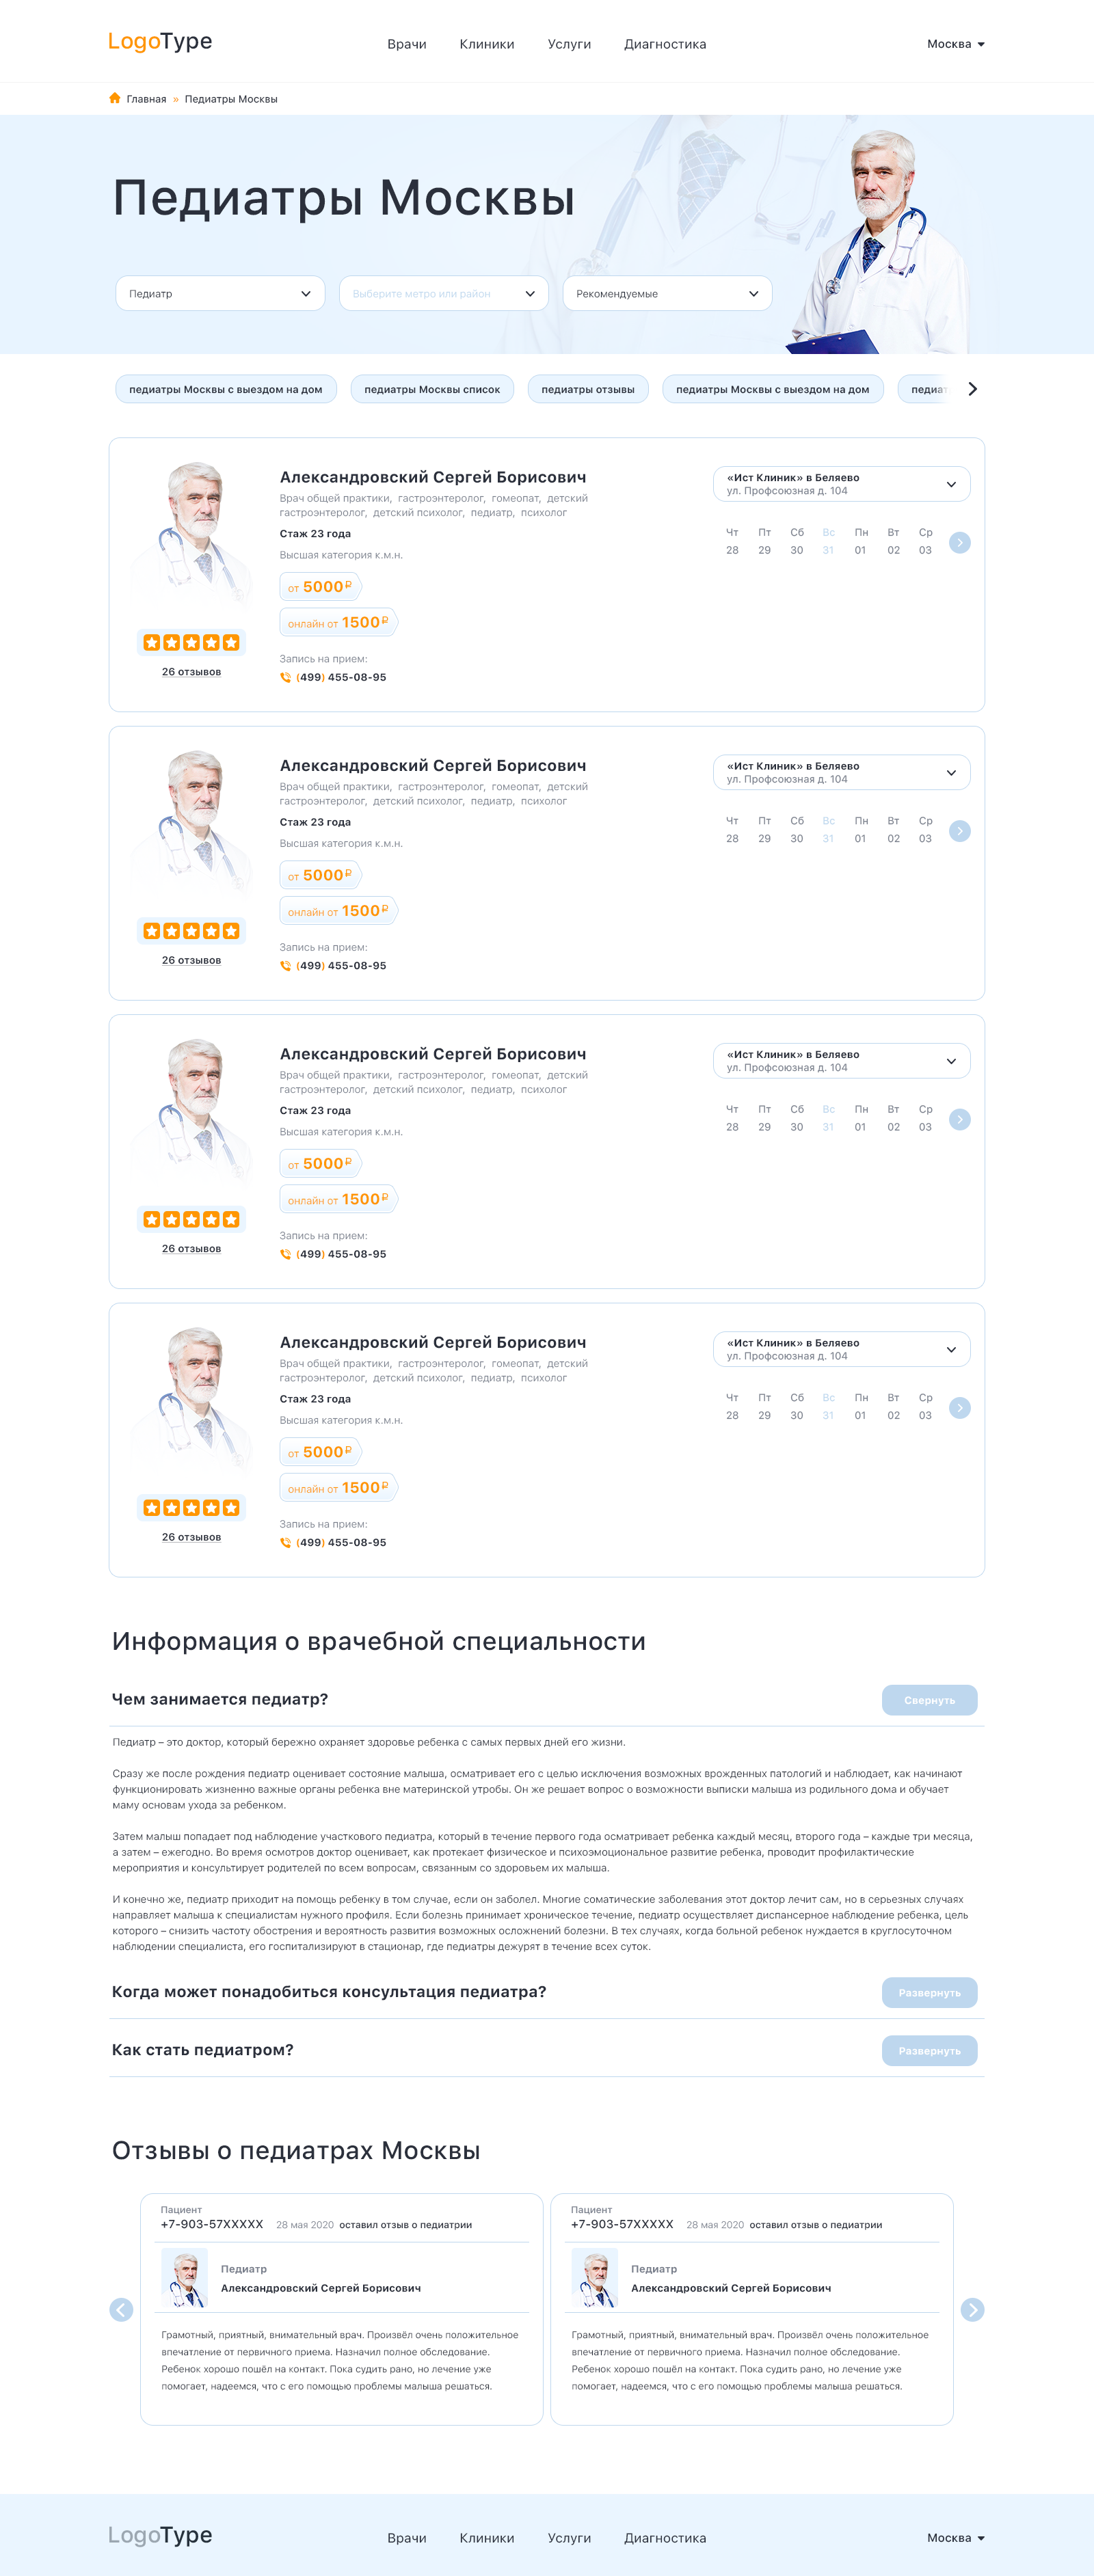 LogoType
Врачи Клиники Услуги Диагностика
Москва
Главная » Педиатры Москвы
Педиатры Москвы
Педиатр
Выберите метро или район
Рекомендуемые
педиатры Москвы с выездом на дом
педиатры Москвы список
педиатры отзывы
педиатры Москвы с выездом на дом
Александровский Сергей Борисович
Врач общей практики, гастроэнтеролог, гомеопат, детский
гастроэнтеролог, детский психолог, педиатр, психолог
Стаж 23 года
Высшая категория к.м.н.
от 5000₽
онлайн от 1500₽
Запись на прием:
(499) 455-08-95
26 отзывов
«Ист Клиник» в Беляево
ул. Профсоюзная д. 104
Чт Пт Сб Вс Пн Вт Ср
28 29 30 31 01 02 03
Александровский Сергей Борисович
Врач общей практики, гастроэнтеролог, гомеопат, детский
гастроэнтеролог, детский психолог, педиатр, психолог
Стаж 23 года
Высшая категория к.м.н.
от 5000₽
онлайн от 1500₽
Запись на прием:
(499) 455-08-95
26 отзывов
«Ист Клиник» в Беляево
ул. Профсоюзная д. 104
Чт Пт Сб Вс Пн Вт Ср
28 29 30 31 01 02 03
Александровский Сергей Борисович
Врач общей практики, гастроэнтеролог, гомеопат, детский
гастроэнтеролог, детский психолог, педиатр, психолог
Стаж 23 года
Высшая категория к.м.н.
от 5000₽
онлайн от 1500₽
Запись на прием:
(499) 455-08-95
26 отзывов
«Ист Клиник» в Беляево
ул. Профсоюзная д. 104
Чт Пт Сб Вс Пн Вт Ср
28 29 30 31 01 02 03
Александровский Сергей Борисович
Врач общей практики, гастроэнтеролог, гомеопат, детский
гастроэнтеролог, детский психолог, педиатр, психолог
Стаж 23 года
Высшая категория к.м.н.
от 5000₽
онлайн от 1500₽
Запись на прием:
(499) 455-08-95
26 отзывов
«Ист Клиник» в Беляево
ул. Профсоюзная д. 104
Чт Пт Сб Вс Пн Вт Ср
28 29 30 31 01 02 03
Информация о врачебной специальности
Чем занимается педиатр?
Свернуть
Педиатр – это доктор, который бережно охраняет здоровье ребенка с самых первых дней его жизни.
Сразу же после рождения педиатр оценивает состояние малыша, осматривает его с целью исключения возможных врожденных патологий и наблюдает, как начинают
функционировать жизненно важные органы ребенка вне материнской утробы. Он же решает вопрос о возможности выписки малыша из родильного дома и обучает
маму основам ухода за ребенком.
Затем малыш попадает под наблюдение участкового педиатра, который в течение первого года осматривает ребенка каждый месяц, второго года – каждые три месяца,
а затем – ежегодно. Во время осмотров доктор оценивает, как протекает физическое и психоэмоциональное развитие ребенка, проводит профилактические
мероприятия и консультирует родителей по всем вопросам, связанным со здоровьем их малыша.
И конечно же, педиатр приходит на помощь ребенку в том случае, если он заболел. Многие соматические заболевания этот доктор лечит сам, но в серьезных случаях
направляет малыша к специалистам нужного профиля. Если болезнь принимает хроническое течение, педиатр осуществляет диспансерное наблюдение ребенка, цель
которого – снизить частоту обострения и вероятность развития возможных осложнений болезни. В тех случаях, когда больной ребенок нуждается в круглосуточном
наблюдении специалиста, его госпитализируют в стационар, где педиатры дежурят в течение всех суток.
Когда может понадобиться консультация педиатра?
Развернуть
Как стать педиатром?
Развернуть
Отзывы о педиатрах Москвы
Пациент
+7-903-57XXXXX 28 мая 2020 оставил отзыв о педиатрии
Педиатр
Александровский Сергей Борисович
Грамотный, приятный, внимательный врач. Произвёл очень положительное
впечатление от первичного приема. Назначил полное обследование.
Ребенок хорошо пошёл на контакт. Пока судить рано, но лечение уже
помогает, надеемся, что с его помощью проблемы малыша решаться.
Пациент
+7-903-57XXXXX 28 мая 2020 оставил отзыв о педиатрии
Педиатр
Александровский Сергей Борисович
Грамотный, приятный, внимательный врач. Произвёл очень положительное
впечатление от первичного приема. Назначил полное обследование.
Ребенок хорошо пошёл на контакт. Пока судить рано, но лечение уже
помогает, надеемся, что с его помощью проблемы малыша решаться.
LogoType
Врачи Клиники Услуги Диагностика
Москва